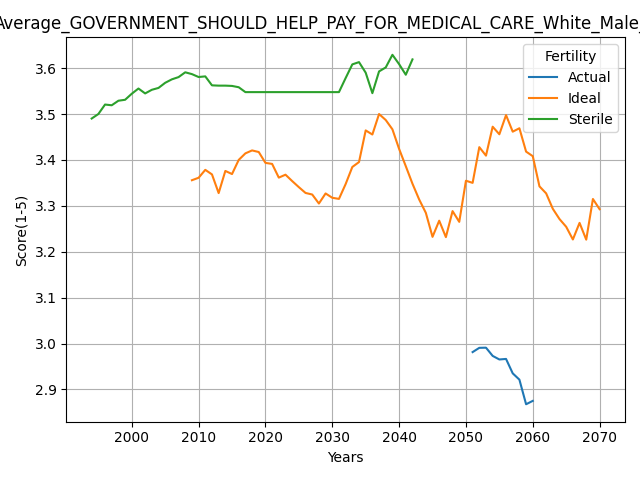 Average_GOVERNMENT_SHOULD_HELP_PAY_FOR_MEDICAL_CARE_White_Male_
Fertility
Actual
Ideal
Sterile
3.6
3.5
3.4
3.3
3.2
3.1
3.0
2.9
Score(1-5)
2000 2010 2020 2030 2040 2050 2060 2070
Years